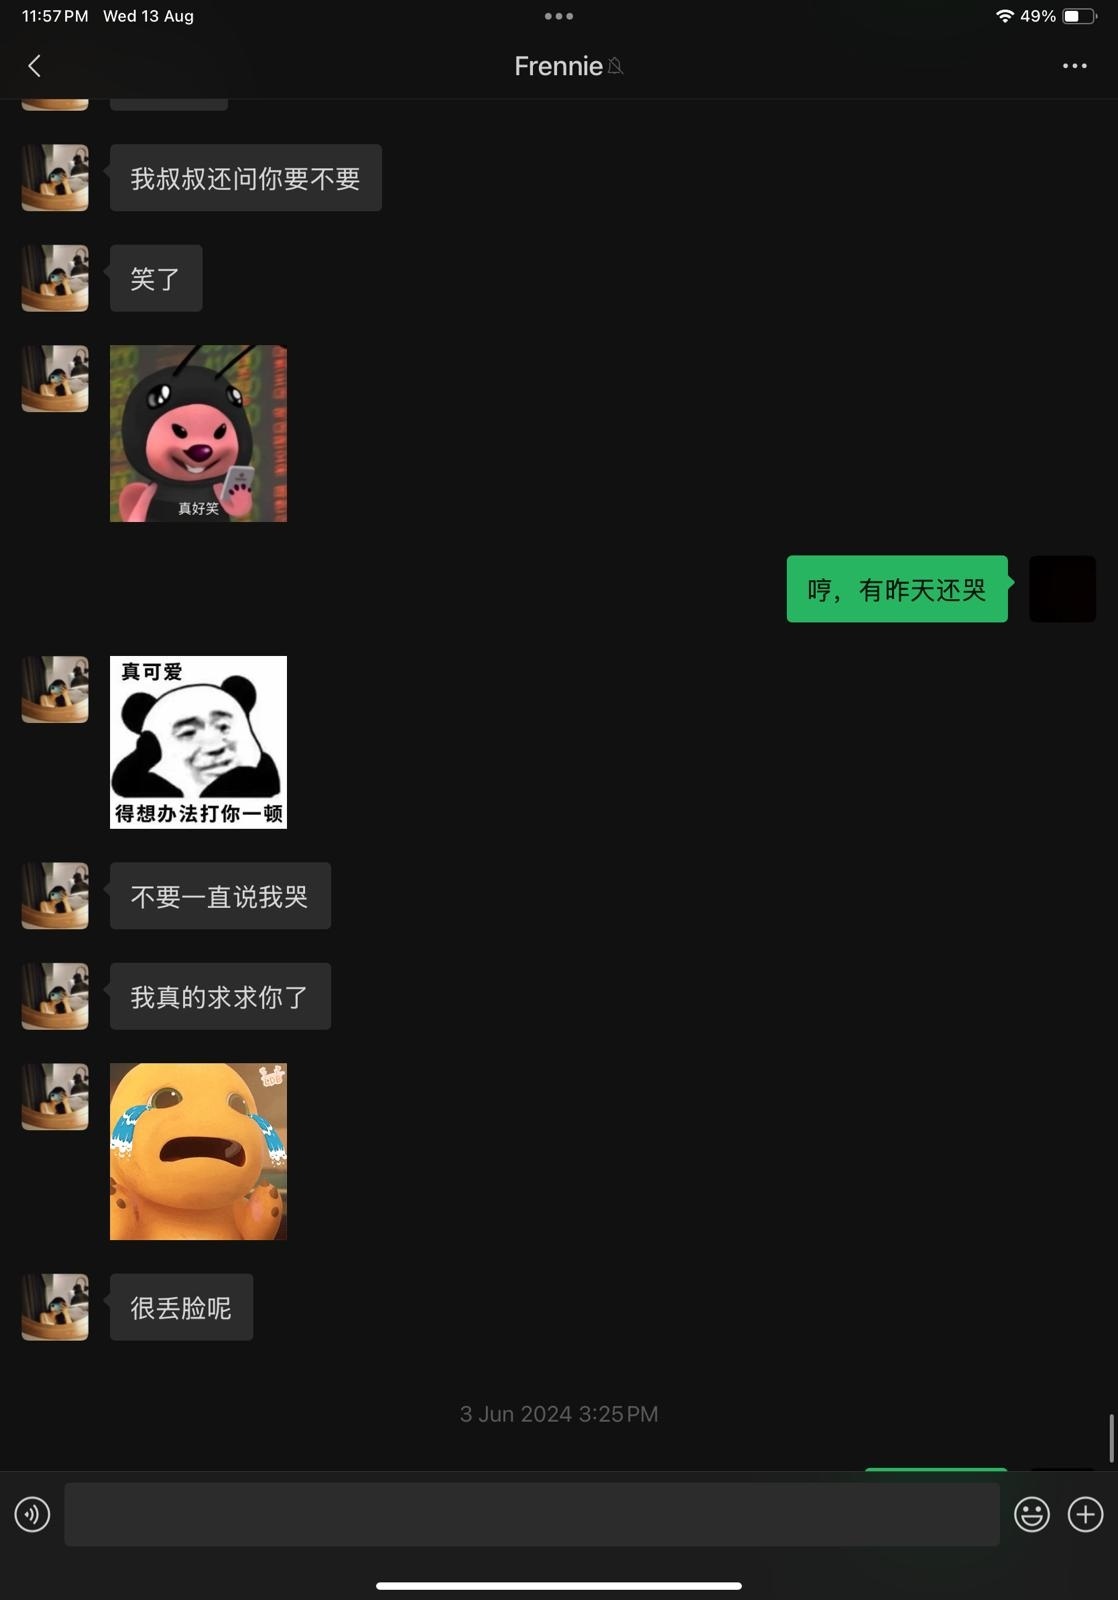 11:57 PM Wed 13 Aug
49%
Frennie
我叔叔还问你要不要
笑了
真好笑
哼，有昨天还哭
真可爱
得想办法打你一顿
不要一直说我哭
我真的求求你了
很丢脸呢
3 Jun 2024 3:25 PM